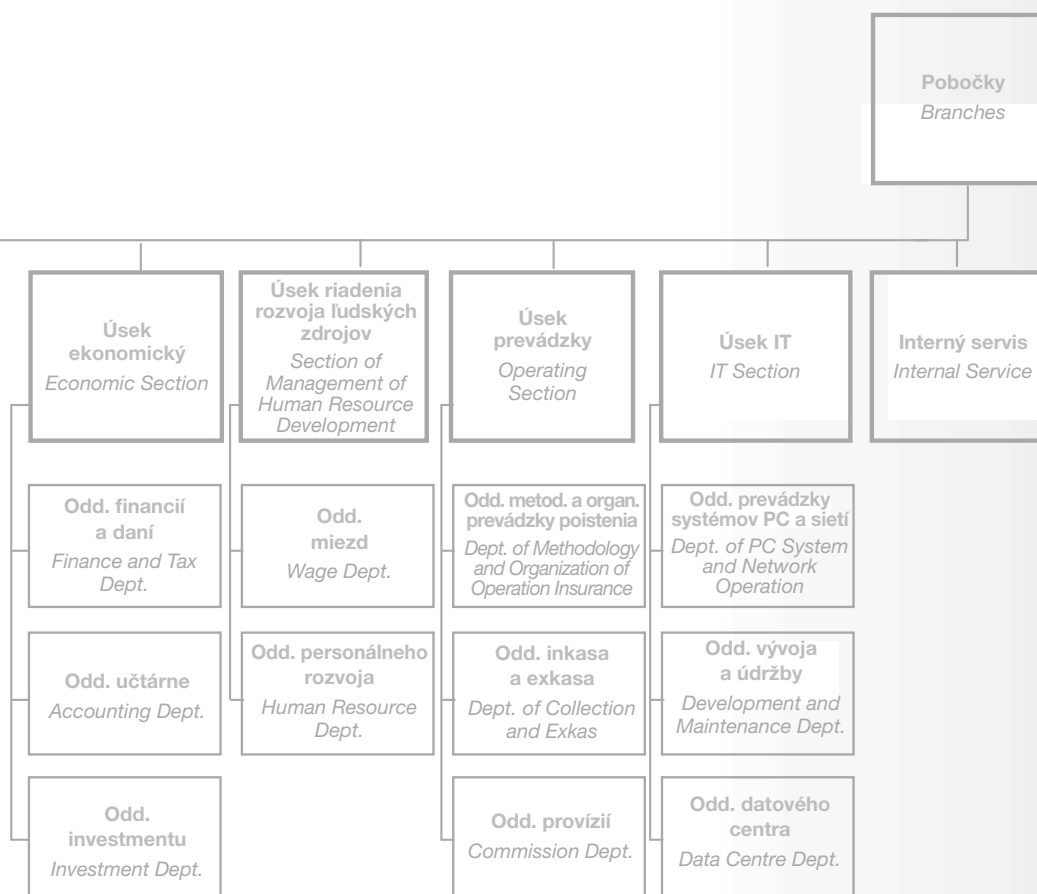 Pobočky
Branches
Úsek
ekonomický
Economic Section
Úsek riadenia
rozvoja ľudských
zdrojov
Section of
Management of
Human Resource
Development
Úsek
prevádzky
Operating
Section
Úsek IT
IT Section
Interný servis
Internal Service
Odd. financií
a daní
Finance and Tax
Dept.
Odd.
miezd
Wage Dept.
Odd. metod. a organ.
prevádzky poistenia
Dept. of Methodology
and Organization of
Operation Insurance
Odd. prevádzky
systémov PC a sietí
Dept. of PC System
and Network
Operation
Odd. učtárne
Accounting Dept.
Odd. personálneho
rozvoja
Human Resource
Dept.
Odd. inkasa
a exkasa
Dept. of Collection
and Exkas
Odd. vývoja
a údržby
Development and
Maintenance Dept.
Odd.
investmentu
Investment Dept.
Odd. provízií
Commission Dept.
Odd. datového
centra
Data Centre Dept.